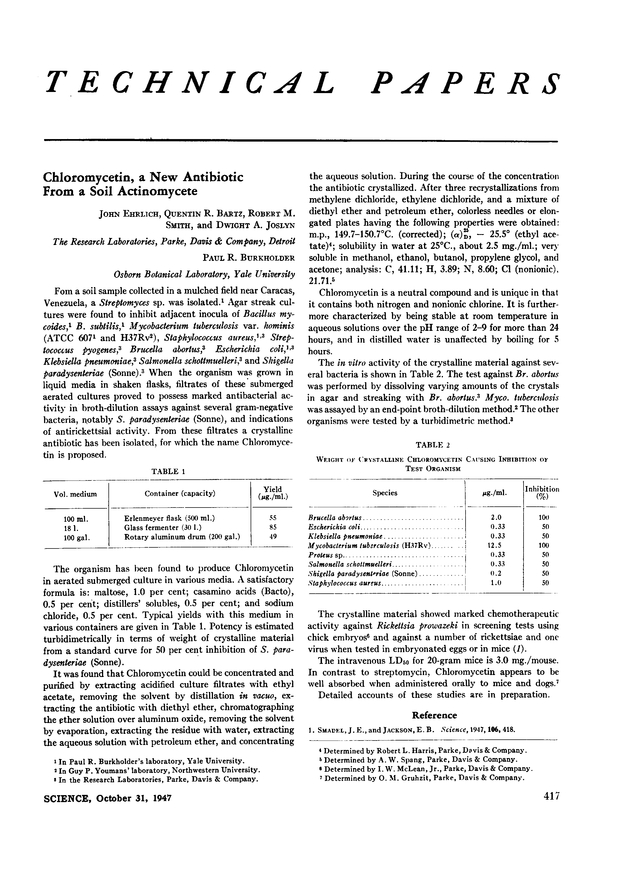 TECHNICAL PAPERS
Chloromycetin, a New Antibiotic
From a Soil Actinomycete
JOHN EHRLICH, QUENTIN R. BARTZ, ROBERT M.
SMITH, and DWIGHT A. JOSLYN
The Research Laboratories, Parke, Davis & Company, Detroit
PAUL R. BURKHOLDER
Osborn Botanical Laboratory, Yale University
Fom a soil sample collected in a mulched field near Caracas,
Venezuela, a Streptomyces sp. was isolated.¹ Agar streak cul-
tures were found to inhibit adjacent inocula of Bacillus my-
coides,¹ B. subtilis,¹ Mycobacterium tuberculosis var. hominis
(ATCC 607¹ and H37Rv²), Staphylococcus aureus,¹,³ Strep-
tococcus pyogenes,³ Brucella abortus,³ Escherichia coli,¹,³
Klebsiella pneumoniae,³ Salmonella schottmuelleri,³ and Shigella
paradysenteriae (Sonne).³ When the organism was grown in
liquid media in shaken flasks, filtrates of these submerged
aerated cultures proved to possess marked antibacterial ac-
tivity in broth-dilution assays against several gram-negative
bacteria, notably S. paradysenteriae (Sonne), and indications
of antirickettsial activity. From these filtrates a crystalline
antibiotic has been isolated, for which the name Chloromyce-
tin is proposed.
TABLE 1
Vol. medium | Container (capacity) | Yield (μg./ml.)
100 ml. | Erlenmeyer flask (500 ml.) | 55
18 l. | Glass fermenter (30 l.) | 85
100 gal. | Rotary aluminum drum (200 gal.) | 49
The organism has been found to produce Chloromycetin
in aerated submerged culture in various media. A satisfactory
formula is: maltose, 1.0 per cent; casamino acids (Bacto),
0.5 per cent; distillers' solubles, 0.5 per cent; and sodium
chloride, 0.5 per cent. Typical yields with this medium in
various containers are given in Table 1. Potency is estimated
turbidimetrically in terms of weight of crystalline material
from a standard curve for 50 per cent inhibition of S. para-
dysenteriae (Sonne).
It was found that Chloromycetin could be concentrated and
purified by extracting acidified culture filtrates with ethyl
acetate, removing the solvent by distillation in vacuo, ex-
tracting the antibiotic with diethyl ether, chromatographing
the ether solution over aluminum oxide, removing the solvent
by evaporation, extracting the residue with water, extracting
the aqueous solution with petroleum ether, and concentrating
¹ In Paul R. Burkholder's laboratory, Yale University.
² In Guy P. Youmans' laboratory, Northwestern University.
³ In the Research Laboratories, Parke, Davis & Company.
the aqueous solution. During the course of the concentration
the antibiotic crystallized. After three recrystallizations from
methylene dichloride, ethylene dichloride, and a mixture of
diethyl ether and petroleum ether, colorless needles or elon-
gated plates having the following properties were obtained:
m.p., 149.7-150.7°C. (corrected); (α)25D, — 25.5° (ethyl ace-
tate)⁴; solubility in water at 25°C., about 2.5 mg./ml.; very
soluble in methanol, ethanol, butanol, propylene glycol, and
acetone; analysis: C, 41.11; H, 3.89; N, 8.60; Cl (nonionic).
21.71.⁵
Chloromycetin is a neutral compound and is unique in that
it contains both nitrogen and nonionic chlorine. It is further-
more characterized by being stable at room temperature in
aqueous solutions over the pH range of 2-9 for more than 24
hours, and in distilled water is unaffected by boiling for 5
hours.
The in vitro activity of the crystalline material against sev-
eral bacteria is shown in Table 2. The test against Br. abortus
was performed by dissolving varying amounts of the crystals
in agar and streaking with Br. abortus.³ Myco. tuberculosis
was assayed by an end-point broth-dilution method.² The other
organisms were tested by a turbidimetric method.³
TABLE 2
WEIGHT OF CRYSTALLINE CHLOROMYCETIN CAUSING INHIBITION OF
TEST ORGANISM
Species | μg./ml. | Inhibition (%)
Brucella abortus | 2.0 | 100
Escherichia coli | 0.33 | 50
Klebsiella pneumoniae | 0.33 | 50
Mycobacterium tuberculosis (H37Rv) | 12.5 | 100
Proteus sp. | 0.33 | 50
Salmonella schottmuelleri | 0.33 | 50
Shigella paradysenteriae (Sonne) | 0.2 | 50
Staphylococcus aureus | 1.0 | 50
The crystalline material showed marked chemotherapeutic
activity against Rickettsia prowazeki in screening tests using
chick embryos⁶ and against a number of rickettsiae and one
virus when tested in embryonated eggs or in mice (1).
The intravenous LD50 for 20-gram mice is 3.0 mg./mouse.
In contrast to streptomycin, Chloromycetin appears to be
well absorbed when administered orally to mice and dogs.⁷
Detailed accounts of these studies are in preparation.
Reference
1. SMADEL, J. E., and JACKSON, E. B. Science, 1947, 106, 418.
⁴ Determined by Robert L. Harris, Parke, Davis & Company.
⁵ Determined by A. W. Spang, Parke, Davis & Company.
⁶ Determined by I. W. McLean, Jr., Parke, Davis & Company.
⁷ Determined by O. M. Gruhzit, Parke, Davis & Company.
SCIENCE, October 31, 1947
417